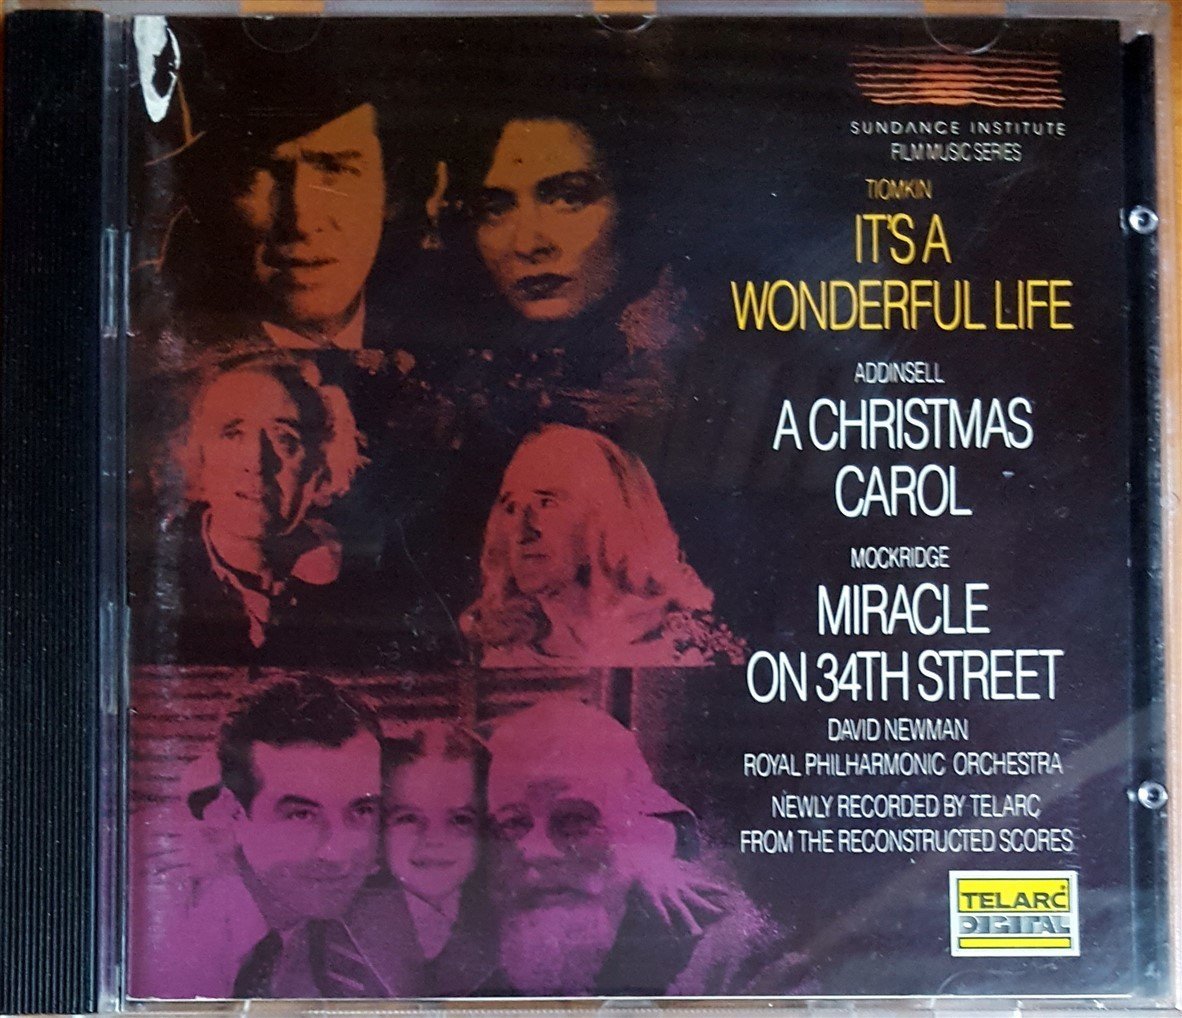 SUNDANCE INSTITUTE
FILM MUSIC SERIES
TIOMKIN
IT'S A
WONDERFUL LIFE
ADDINSELL
A CHRISTMAS
CAROL
MOCKRIDGE
MIRACLE
ON 34TH STREET
DAVID NEWMAN
ROYAL PHILHARMONIC ORCHESTRA
NEWLY RECORDED BY TELARC
FROM THE RECONSTRUCTED SCORES
TELARC®
DIGITAL